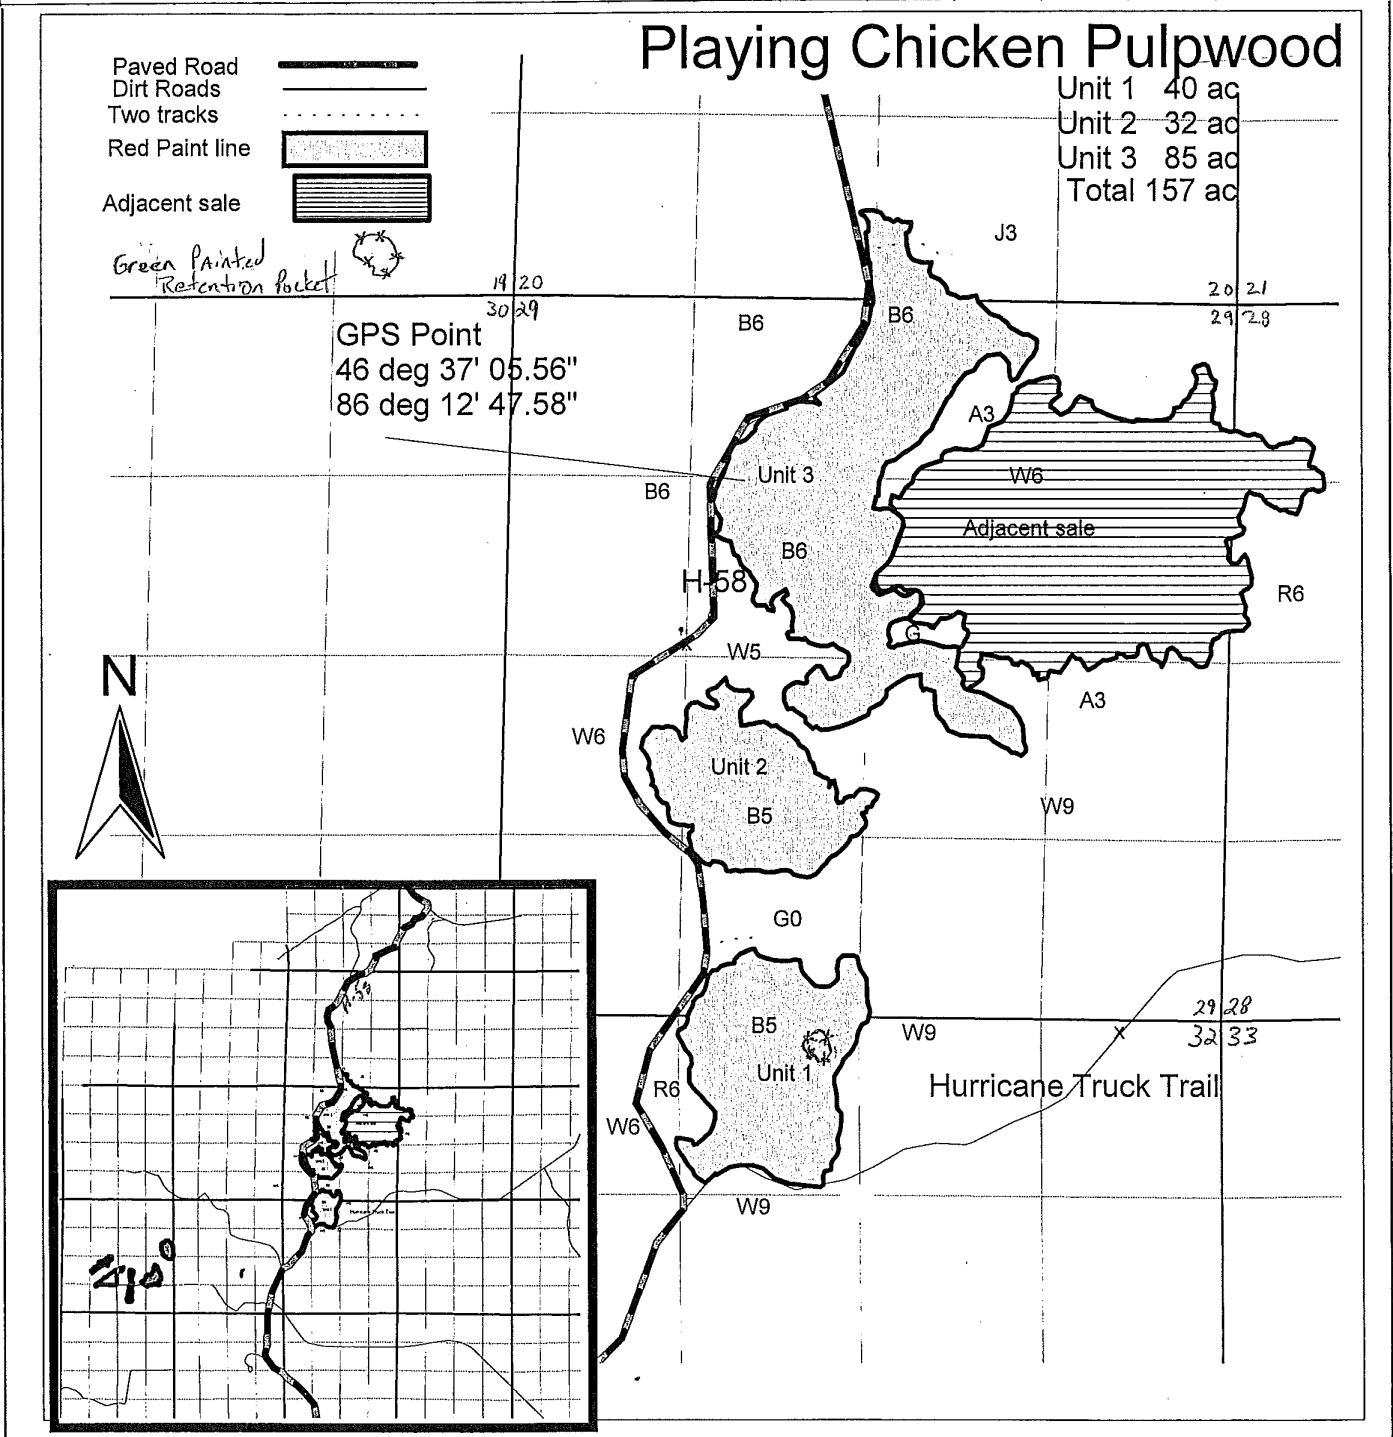 Playing Chicken Pulpwood
Unit 1 40 ac
Unit 2 32 ac
Unit 3 85 ac
Total 157 ac
Paved Road
Dirt Roads
Two tracks
Red Paint line
Adjacent sale
Green Painted
Retention Pocket
19 20
30 29
20 21
29 28
J3
B6
B6
GPS Point
46 deg 37' 05.56"
86 deg 12' 47.58"
A3
Unit 3
W6
B6
Adjacent sale
B6
H-58
R6
G
W5
N
A3
W6
Unit 2
W9
B5
G0
29 28
32 33
B5
W9
Unit 1
Hurricane Truck Trail
R6
W6
W9
H-58
Hurricane Truck Trail